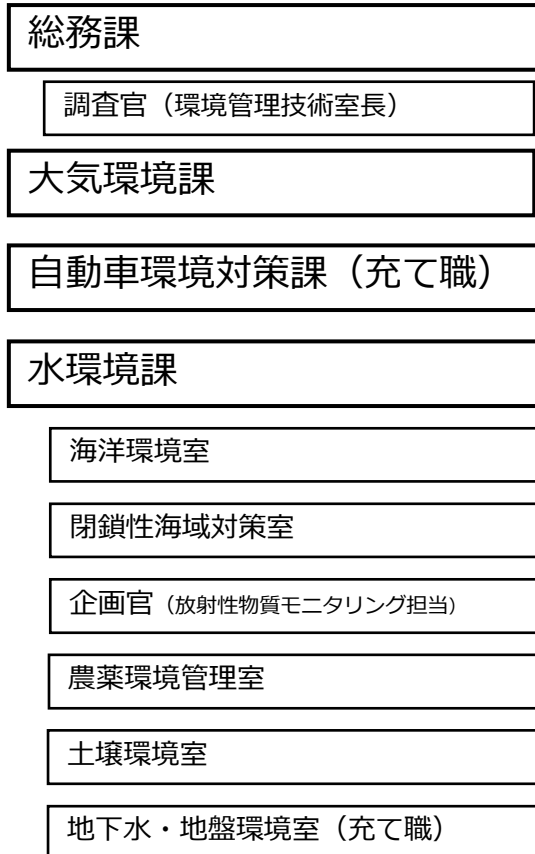 総務課
調査官（環境管理技術室長）
大気環境課
自動車環境対策課（充て職）
水環境課
海洋環境室
閉鎖性海域対策室
企画官（放射性物質モニタリング担当)
農薬環境管理室
土壌環境室
地下水・地盤環境室（充て職）